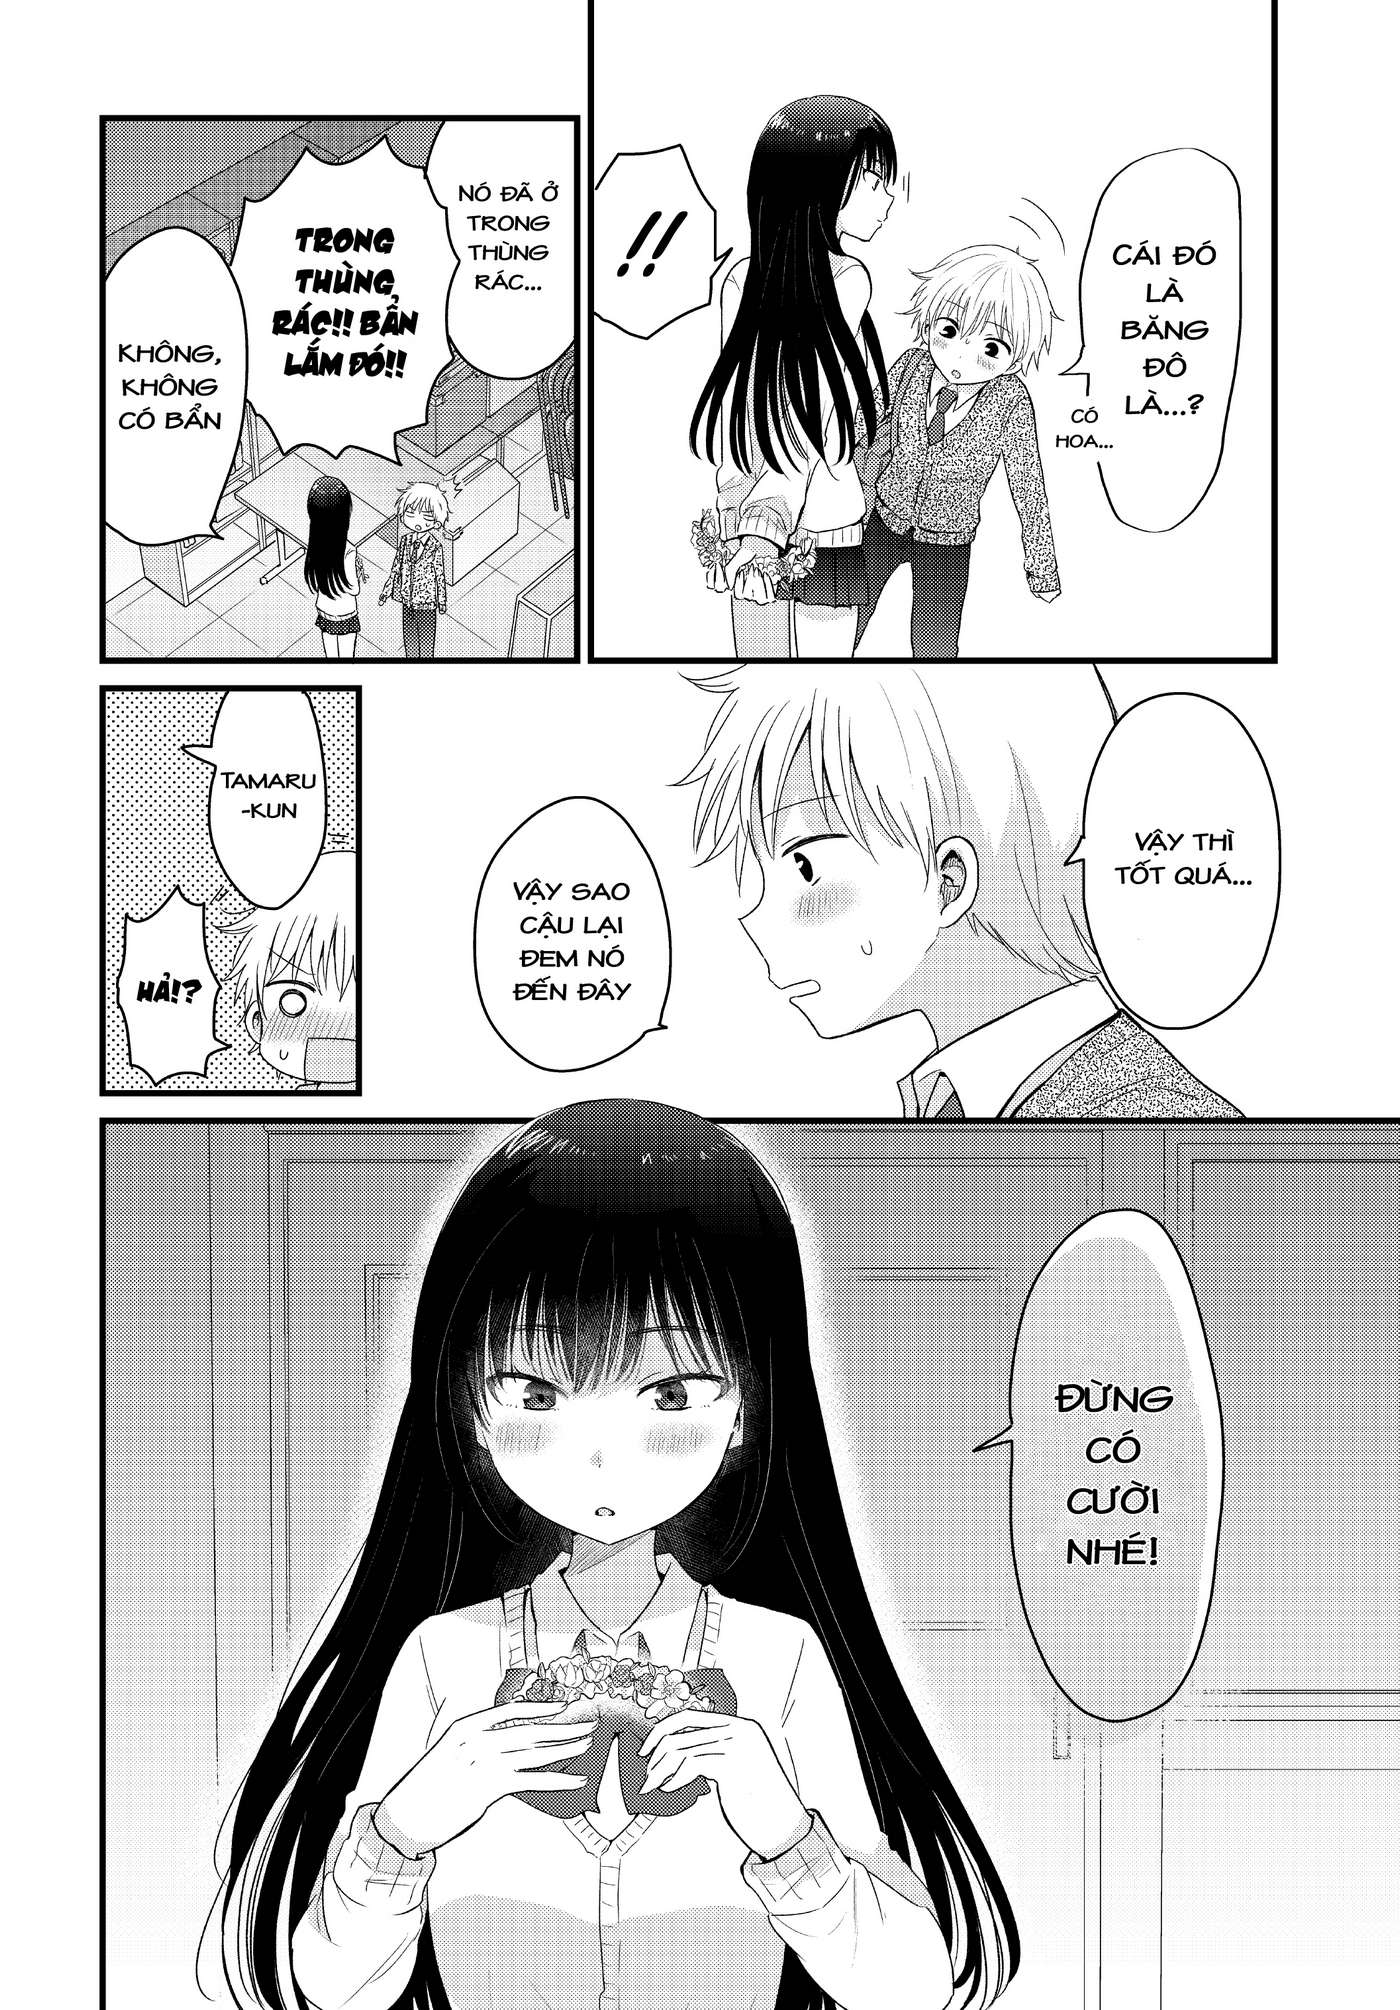 CÁI ĐÓ
LÀ
BĂNG
ĐÔ
LÀ...?
CÓ
HOA...
!!
NÓ ĐÃ Ở
TRONG
THÙNG
RÁC...
TRONG
THÙNG
RÁC!! BẨN
LẮM ĐÓ!!
KHÔNG,
KHÔNG
CÓ BẨN
VẬY THÌ
TỐT QUÁ...
VẬY SAO
CẬU LẠI
ĐEM NÓ
ĐẾN ĐÂY
TAMARU
-KUN
HẢ!?
ĐỪNG
CÓ
CƯỜI
NHÉ!